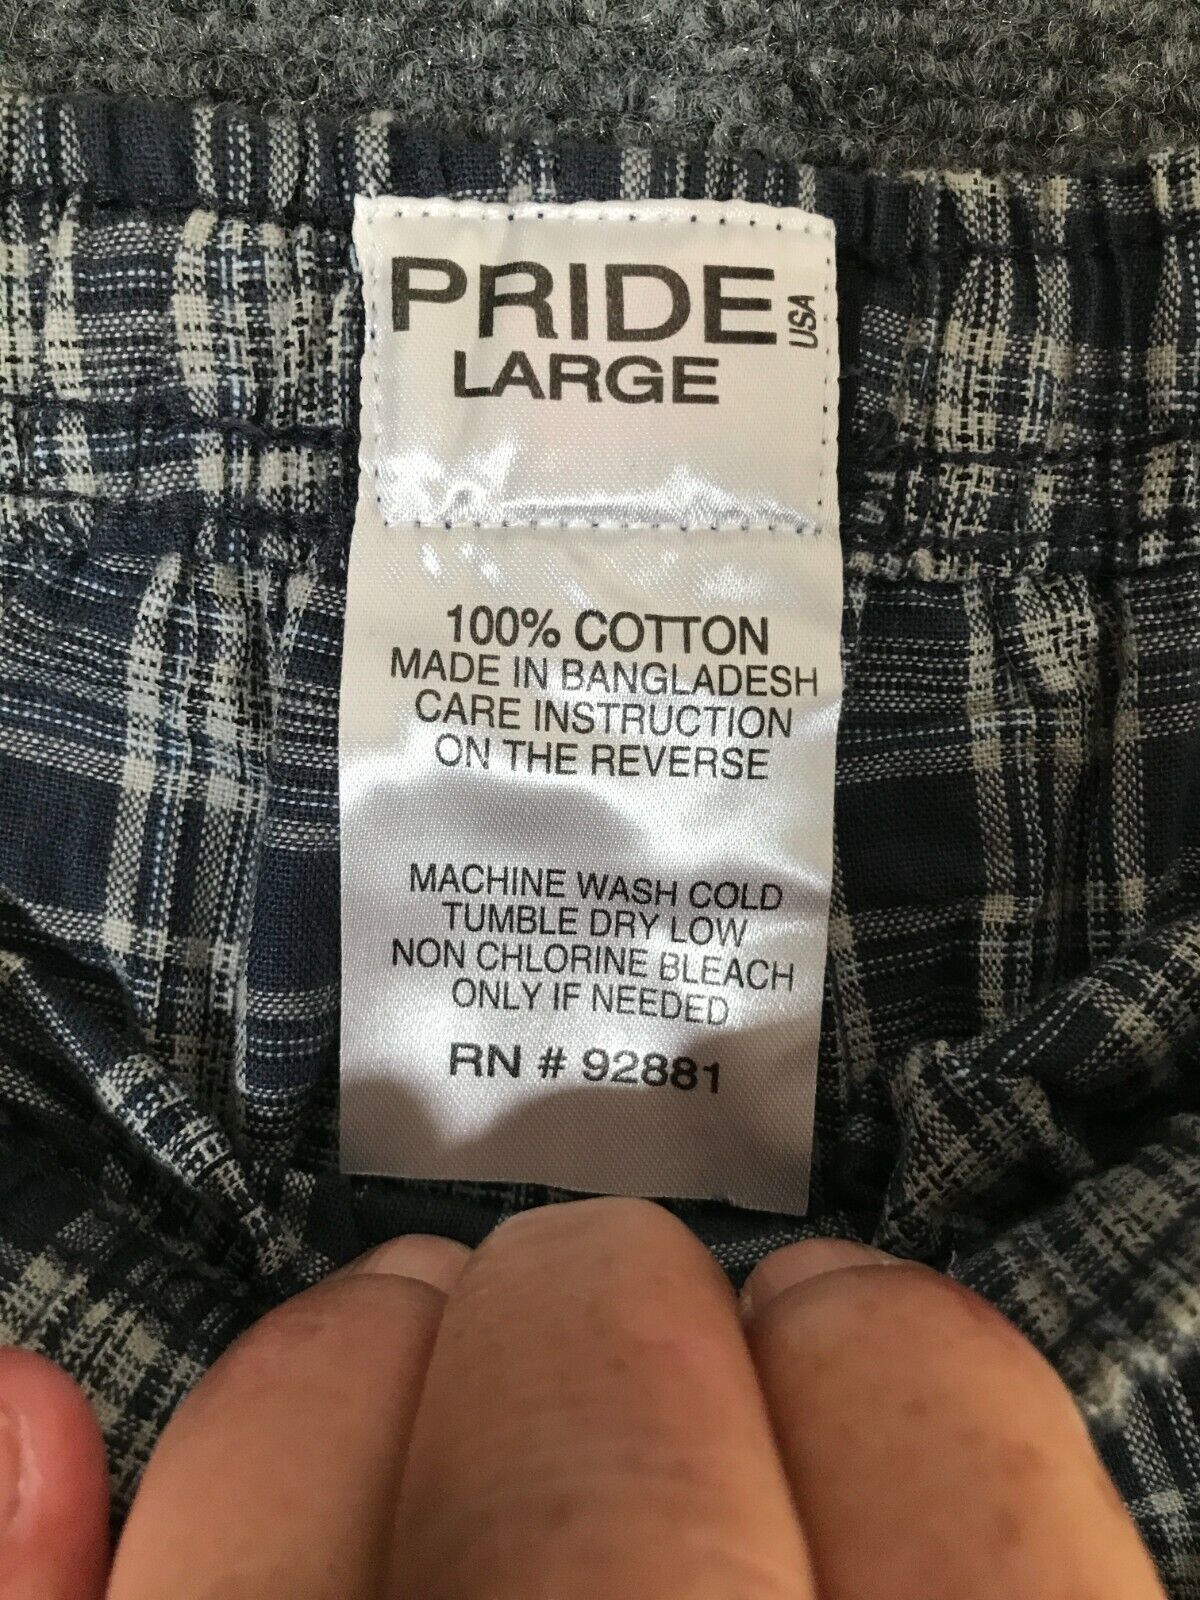 PRIDE USA
LARGE
100% COTTON
MADE IN BANGLADESH
CARE INSTRUCTION
ON THE REVERSE
MACHINE WASH COLD
TUMBLE DRY LOW
NON CHLORINE BLEACH
ONLY IF NEEDED
RN # 92881